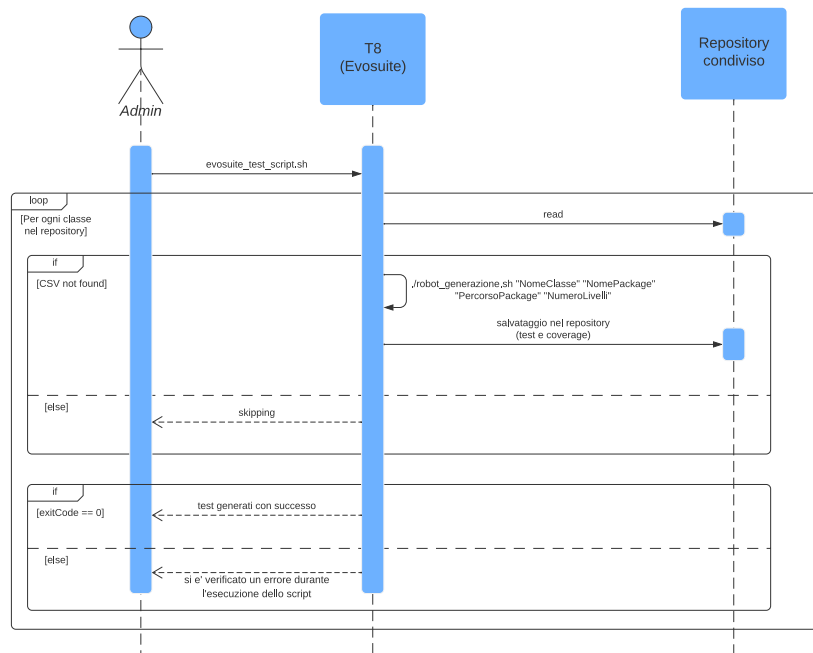 T8
(Evosuite)
Repository
condiviso
Admin
evosuite_test_script.sh
loop
[Per ogni classe
nel repository]
read
if
[CSV not found]
./robot_generazione.sh "NomeClasse" "NomePackage"
"PercorsoPackage" "NumeroLivelli"
salvataggio nel repository
(test e coverage)
[else]
skipping
if
[exitCode == 0]
test generati con successo
[else]
si e' verificato un errore durante
l'esecuzione dello script